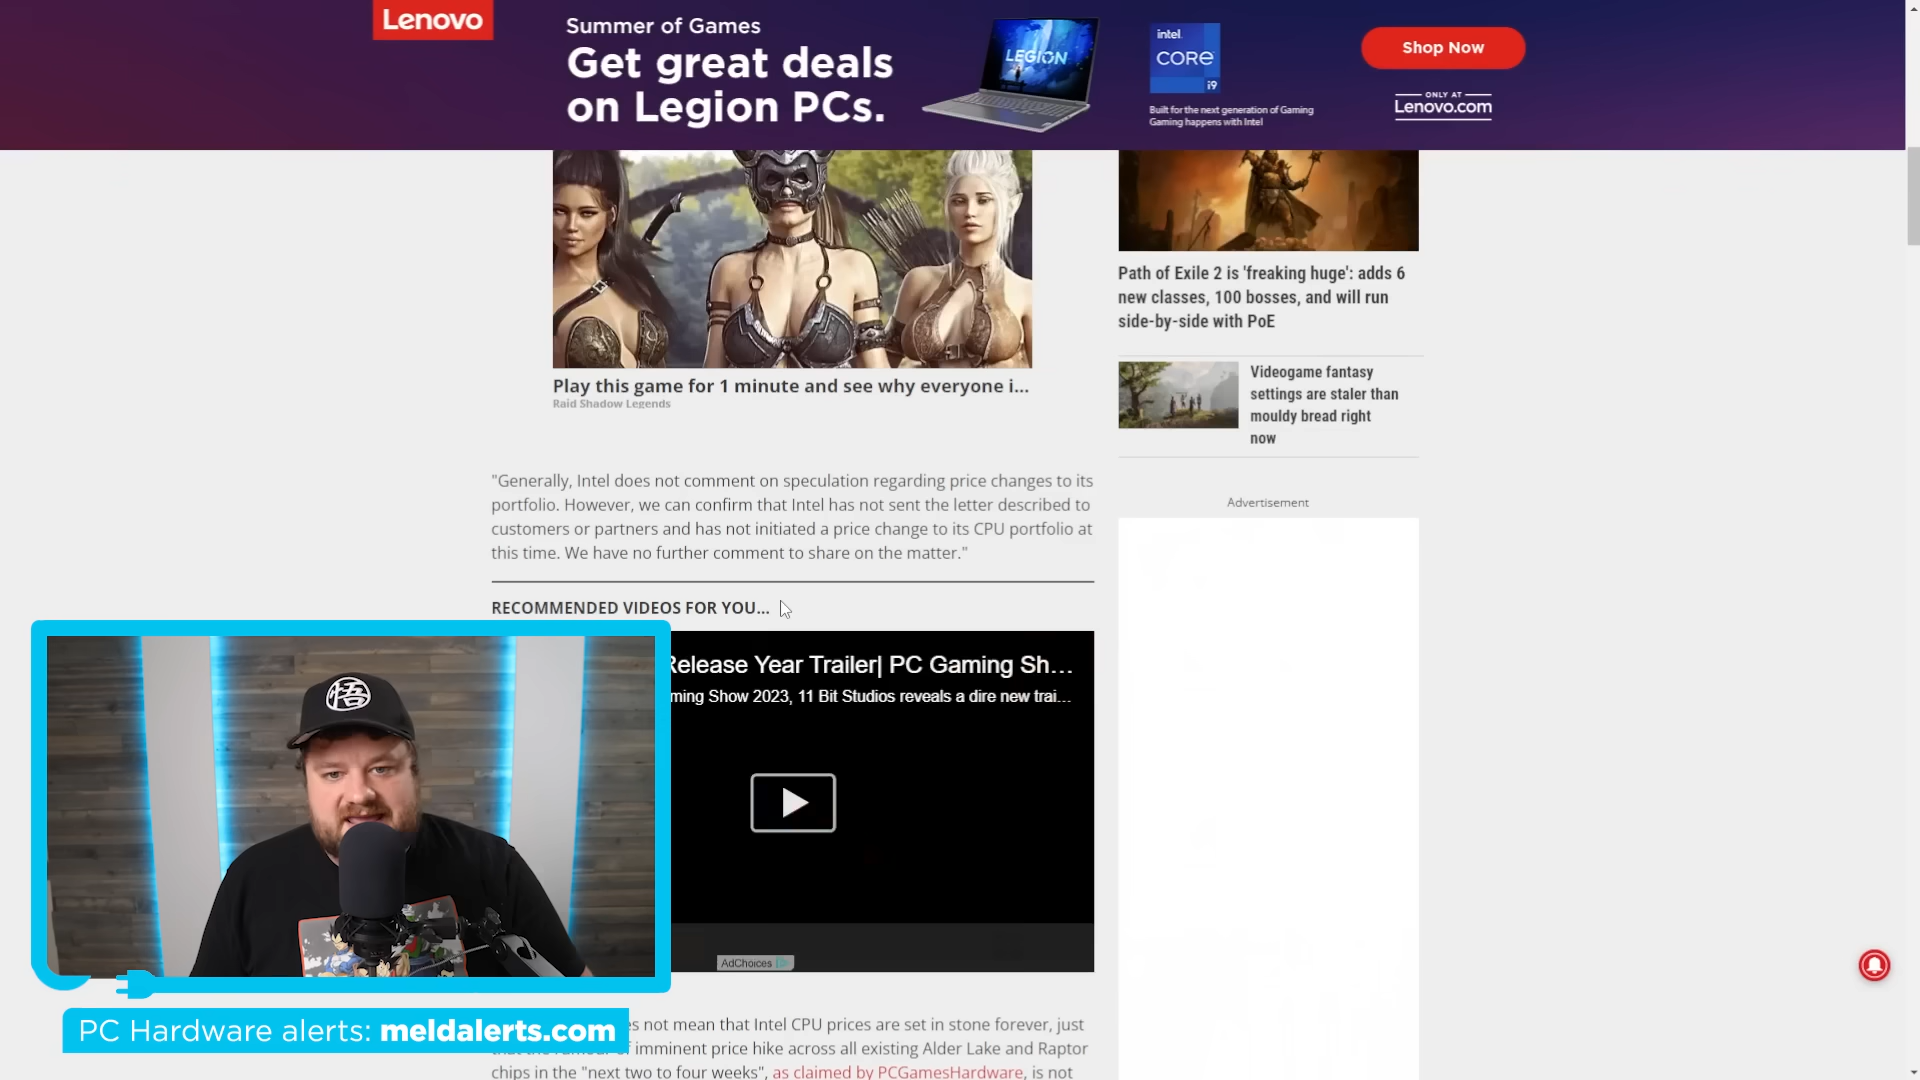 Lenovo
Summer of Games
Get great deals
on Legion PCs.
LEGION
intel.
CORE
i9
Built for the next generation of Gaming
Gaming happens with Intel
Shop Now
ONLY AT
Lenovo.com
Play this game for 1 minute and see why everyone i...
Raid Shadow Legends
"Generally, Intel does not comment on speculation regarding price changes to its
portfolio. However, we can confirm that Intel has not sent the letter described to
customers or partners and has not initiated a price change to its CPU portfolio at
this time. We have no further comment to share on the matter."
RECOMMENDED VIDEOS FOR YOU...
Release Year Trailer| PC Gaming Sh...
ming Show 2023, 11 Bit Studios reveals a dire new trai...
AdChoices
es not mean that Intel CPU prices are set in stone forever, just
imminent price hike across all existing Alder Lake and Raptor
chips in the "next two to four weeks", as claimed by PCGamesHardware, is not
Path of Exile 2 is 'freaking huge': adds 6
new classes, 100 bosses, and will run
side-by-side with PoE
Videogame fantasy
settings are staler than
mouldy bread right
now
Advertisement
悟
PC Hardware alerts: meldalerts.com